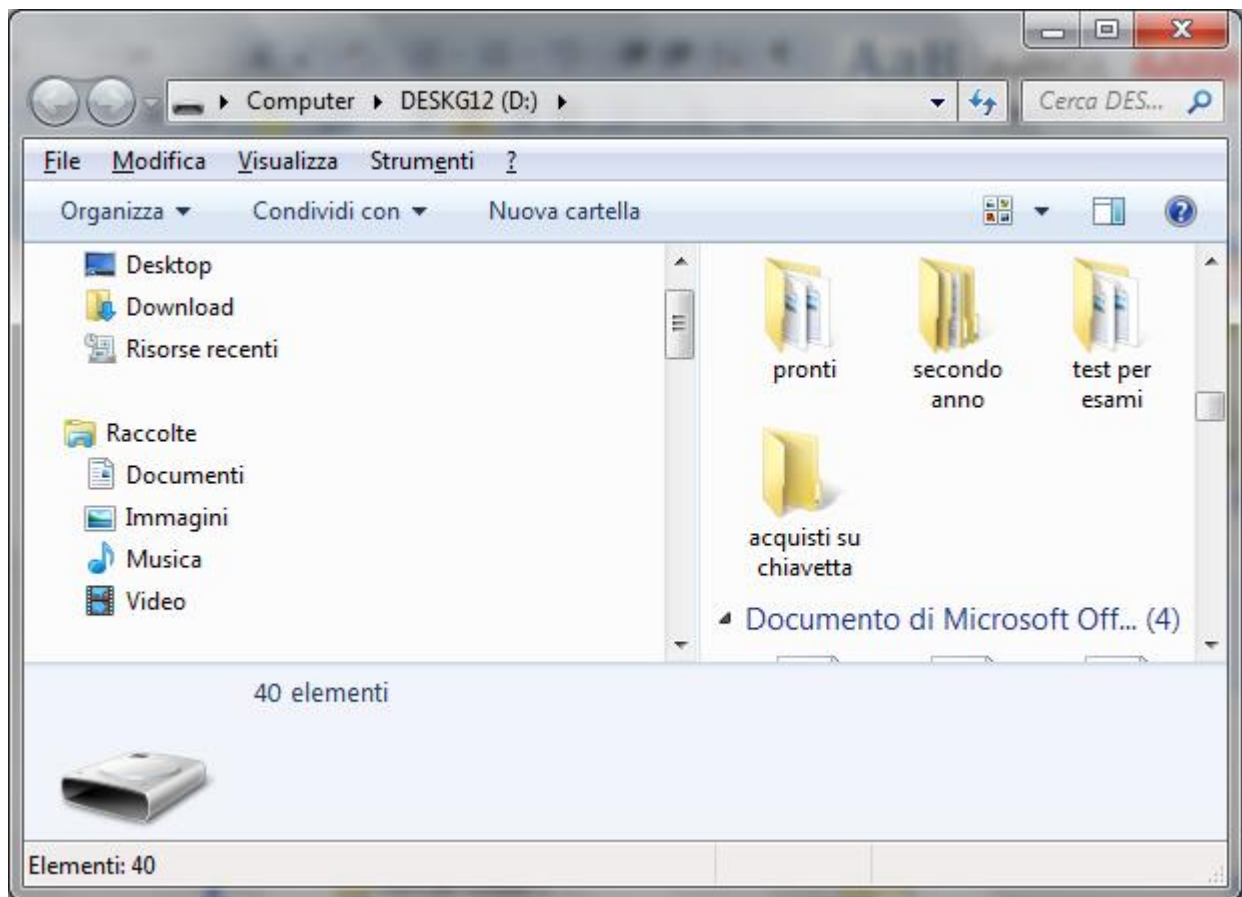 Computer DESKG12 (D:) Cerca DES...
File Modifica Visualizza Strumenti ?
Organizza Condividi con Nuova cartella
Desktop
Download
Risorse recenti
Raccolte
Documenti
Immagini
Musica
Video
pronti
secondo
anno
test per
esami
acquisti su
chiavetta
Documento di Microsoft Off... (4)
40 elementi
Elementi: 40